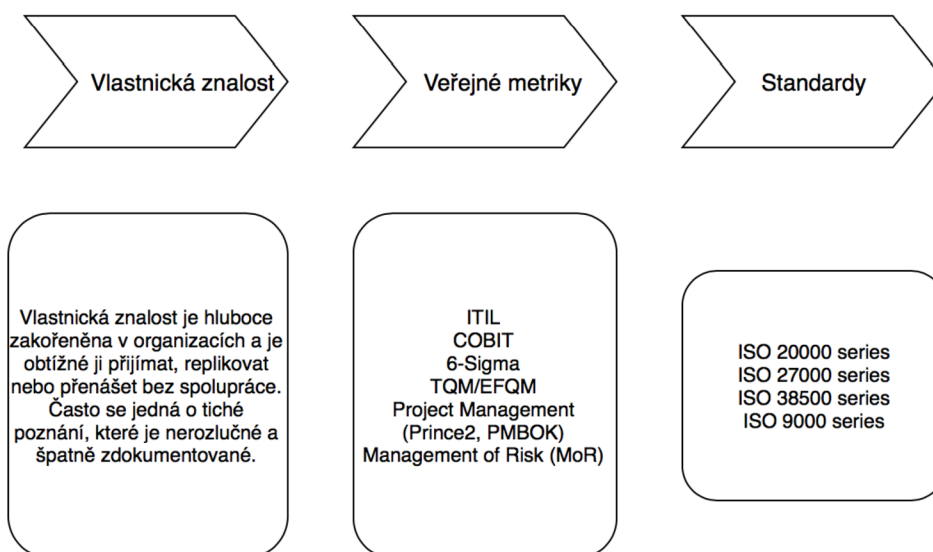 Vlastnická znalost
Veřejné metriky
Standardy
Vlastnická znalost je hluboce
zakořeněna v organizacích a je
obtížné ji přijímat, replikovat
nebo přenášet bez spolupráce.
Často se jedná o tiché
poznání, které je nerozlučné a
špatně zdokumentované.
ITIL
COBIT
6-Sigma
TQM/EFQM
Project Management
(Prince2, PMBOK)
Management of Risk (MoR)
ISO 20000 series
ISO 27000 series
ISO 38500 series
ISO 9000 series